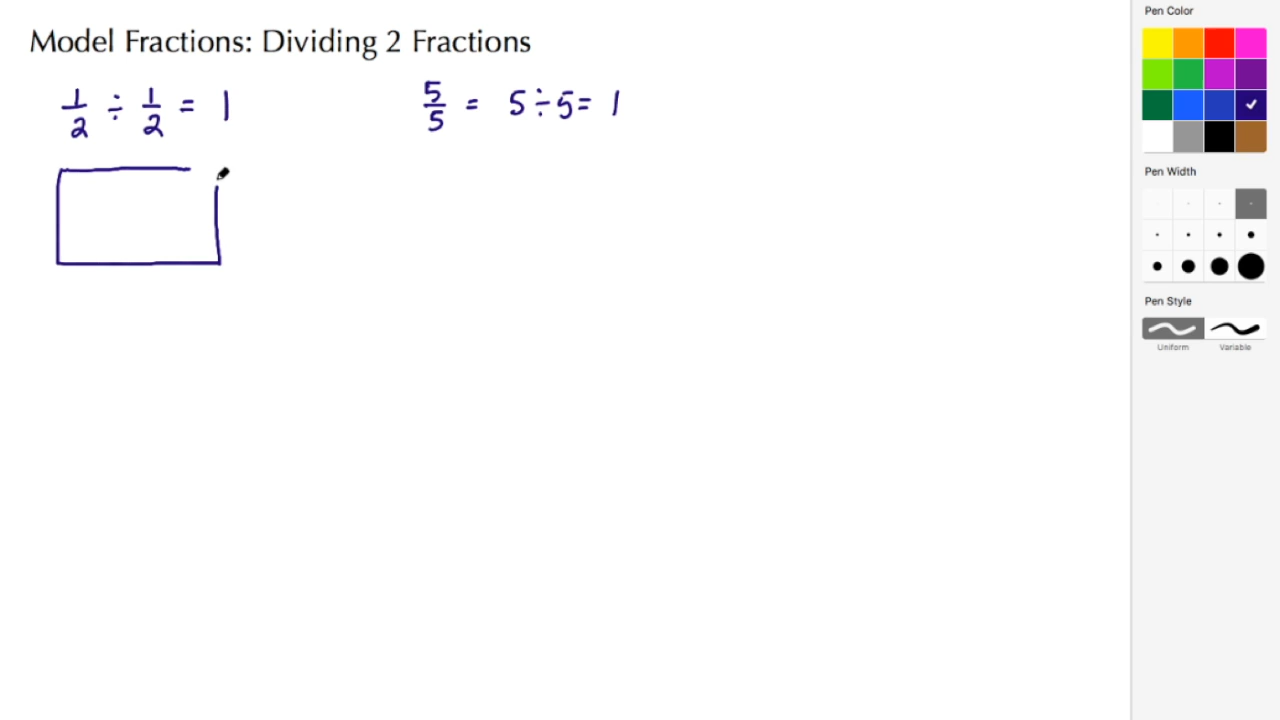 Model Fractions: Dividing 2 Fractions
1/2 ÷ 1/2 = 1
5/5 = 5÷5= 1
Pen Color
Pen Width
Pen Style
Uniform
Variable